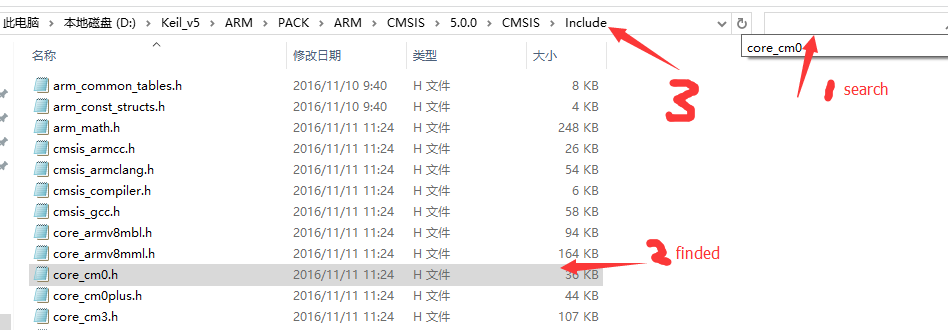 此电脑 > 本地磁盘 (D:) > Keil_v5 > ARM > PACK > ARM > CMSIS > 5.0.0 > CMSIS > Include
core_cm0
3
1 search
名称 修改日期 类型 大小
arm_common_tables.h 2016/11/10 9:40 H 文件 8 KB
arm_const_structs.h 2016/11/10 9:40 H 文件 4 KB
arm_math.h 2016/11/11 11:24 H 文件 248 KB
cmsis_armcc.h 2016/11/11 11:24 H 文件 26 KB
cmsis_armclang.h 2016/11/11 11:24 H 文件 54 KB
cmsis_compiler.h 2016/11/11 11:24 H 文件 6 KB
cmsis_gcc.h 2016/11/11 11:24 H 文件 58 KB
core_armv8mbl.h 2016/11/11 11:24 H 文件 94 KB
core_armv8mml.h 2016/11/11 11:24 H 文件 164 KB
2 finded
core_cm0.h 2016/11/11 11:24 H 文件 36 KB
core_cm0plus.h 2016/11/11 11:24 H 文件 44 KB
core_cm3.h 2016/11/11 11:24 H 文件 107 KB